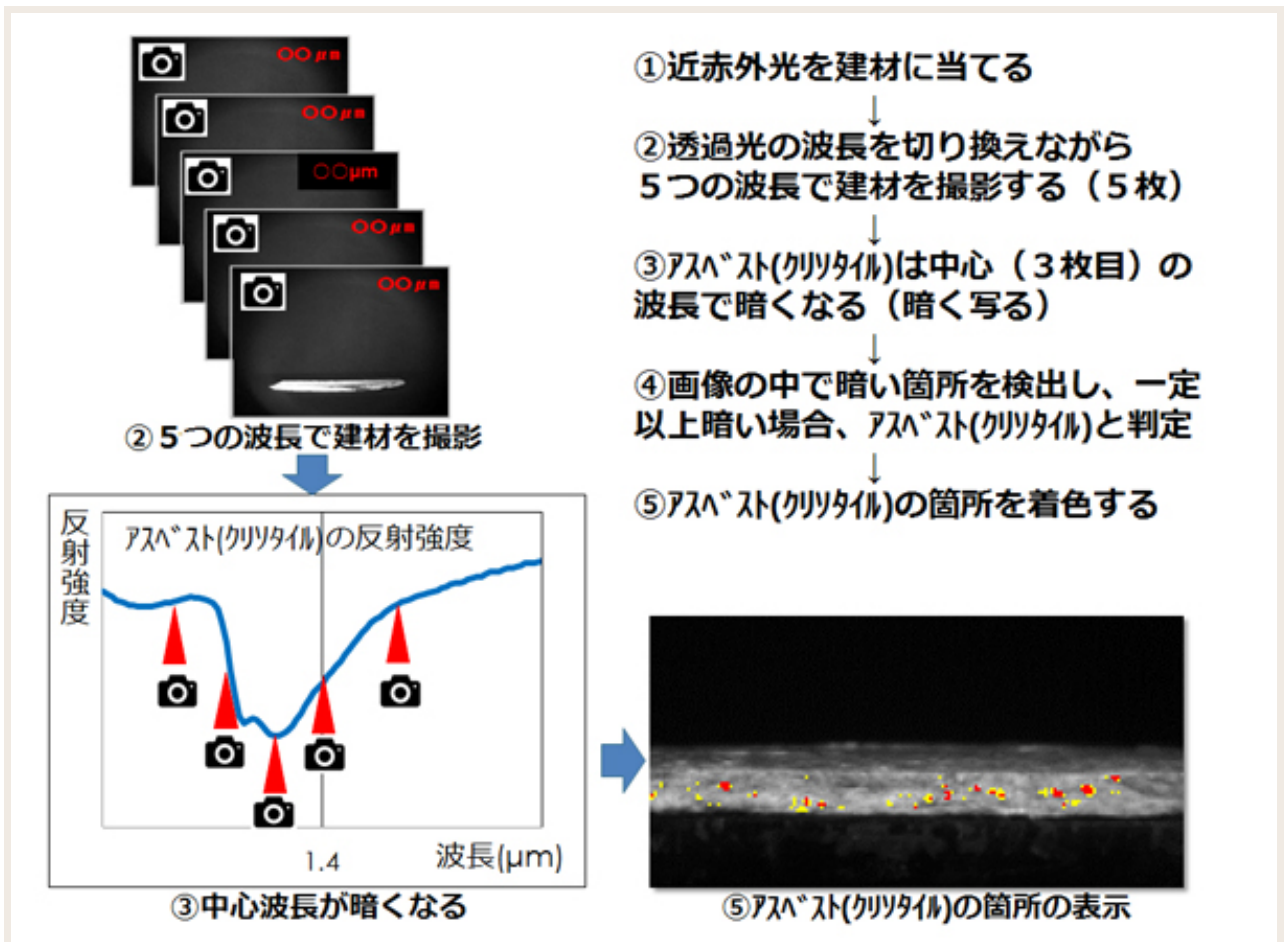 〇〇μm
〇〇μm
〇〇μm
〇〇μm
〇〇μm
②５つの波長で建材を撮影
①近赤外光を建材に当てる
↓
②透過光の波長を切り換えながら
５つの波長で建材を撮影する（５枚）
↓
③ｱｽﾍﾞｽﾄ(ｸﾘｿﾀｲﾙ)は中心（３枚目）の
波長で暗くなる（暗く写る）
↓
④画像の中で暗い箇所を検出し、一定
以上暗い場合、ｱｽﾍﾞｽﾄ(ｸﾘｿﾀｲﾙ)と判定
↓
⑤ｱｽﾍﾞｽﾄ(ｸﾘｿﾀｲﾙ)の箇所を着色する
反射強度
ｱｽﾍﾞｽﾄ(ｸﾘｿﾀｲﾙ)の反射強度
1.4
波長(μm)
③中心波長が暗くなる
⑤ｱｽﾍﾞｽﾄ(ｸﾘｿﾀｲﾙ)の箇所の表示